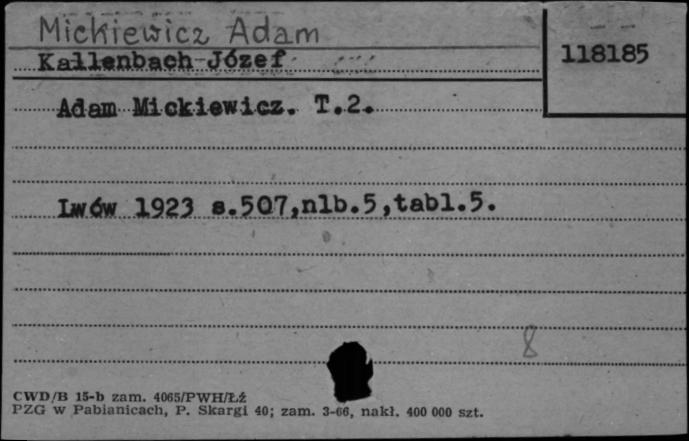 Mickiewicz Adam
Kallenbach Józef
118185
Adam Mickiewicz. T.2.
Lwów 1923 s.507,nlb.5,tabl.5.
8
CWD/B 15-b zam. 4065/PWH/ŁŻ
PZG w Pabianicach, P. Skargi 40; zam. 3-66, nakł. 400 000 szt.